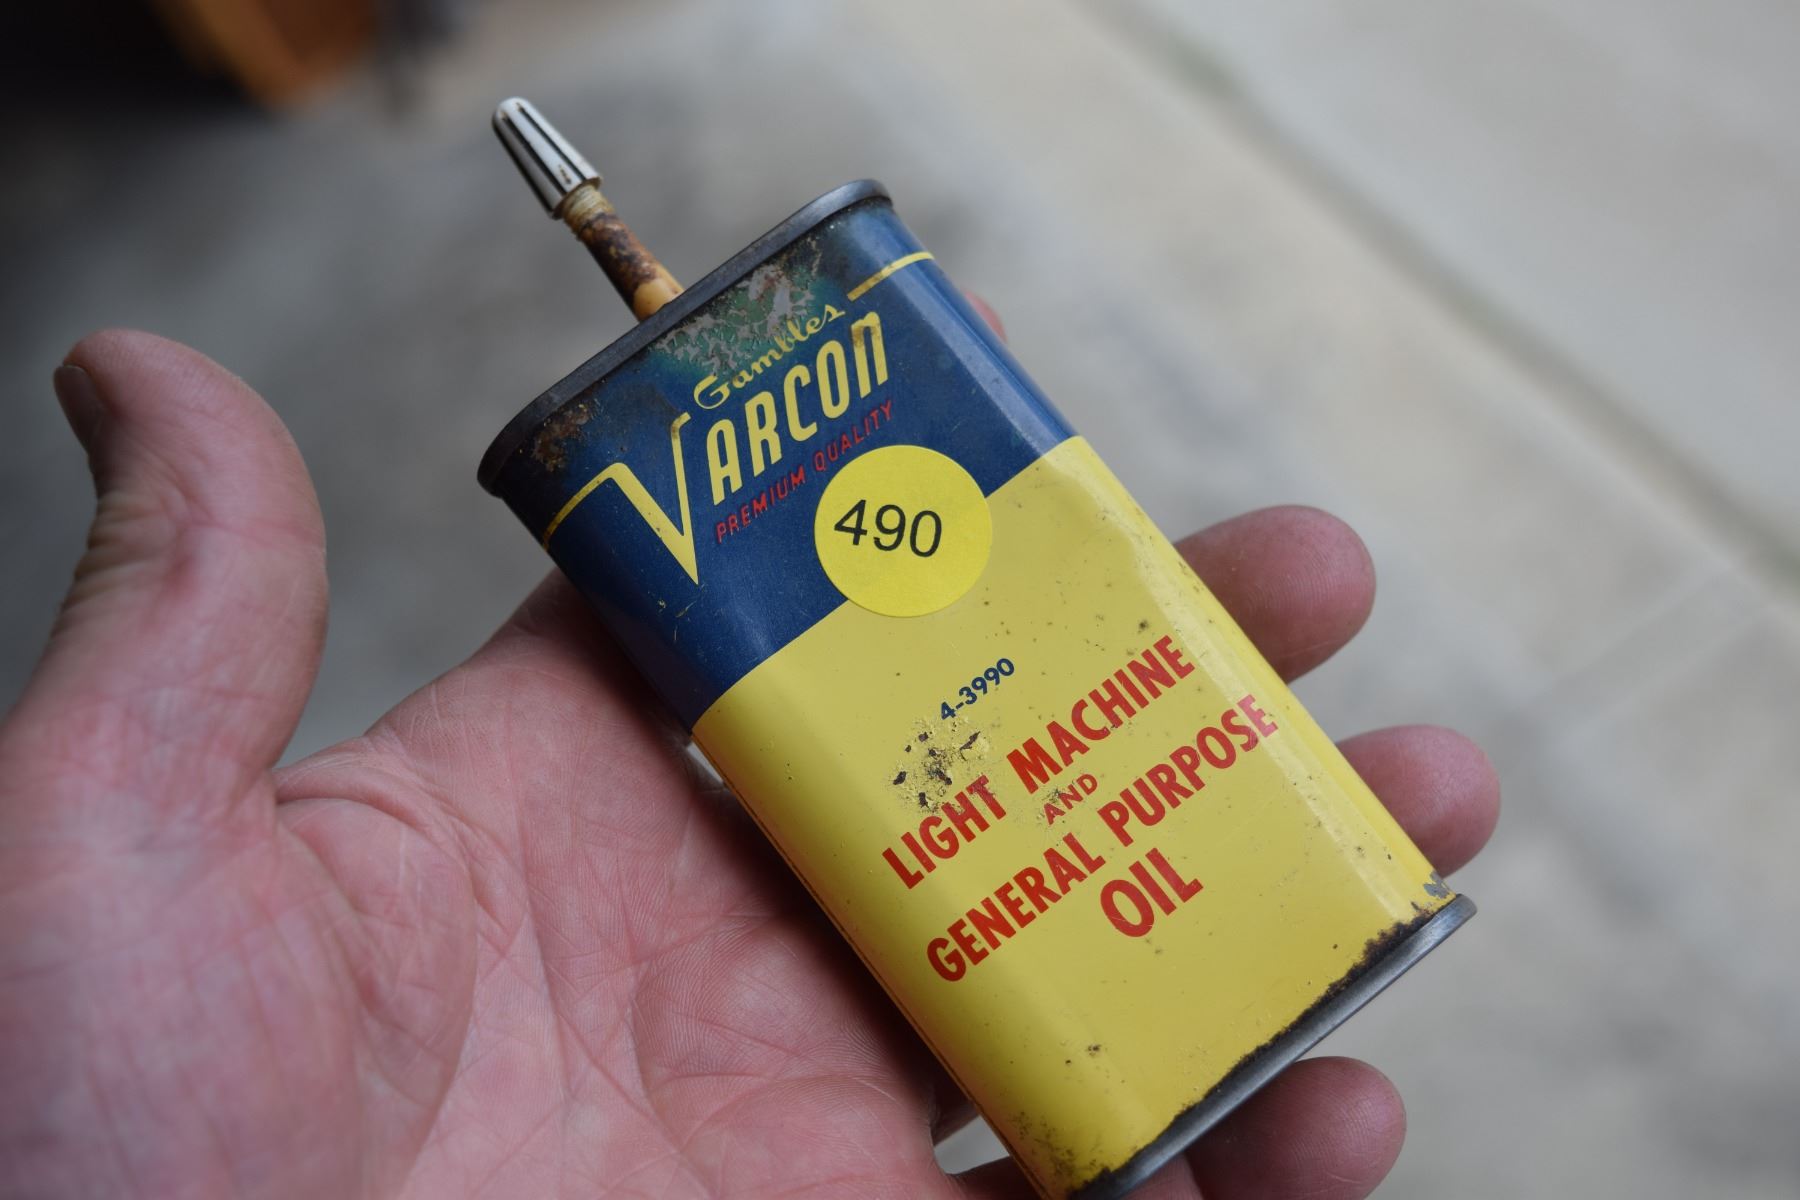 Gambles
VARCON
PREMIUM QUALITY
490
4-3990
LIGHT MACHINE
AND
GENERAL PURPOSE
OIL